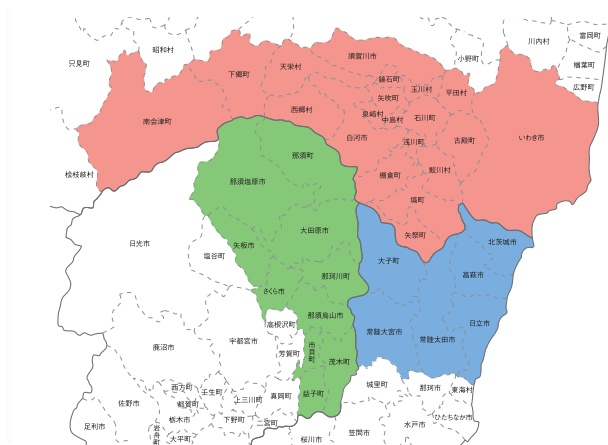 川内村
富岡町
昭和村
只見町
須賀川市
小野町
楢葉町
天栄村
下郷町
鏡石町
玉川村
平田村
広野町
矢吹町
西郷村
泉崎村
中島村
石川町
南会津町
白河市
浅川町
古殿町
いわき市
那須町
檜枝岐村
棚倉町
鮫川村
那須塩原市
塙町
大田原市
矢祭町
日光市
矢板市
北茨城市
塩谷町
大子町
那珂川町
高萩市
さくら市
那須烏山市
高根沢町
日立市
宇都宮市
常陸大宮市
常陸太田市
鹿沼市
市貝町
芳賀町
茂木町
西方町
壬生町
城里町
那珂市
東海村
益子町
真岡町
佐野市
都賀町
上三川町
ひたちなか市
足利市
栃木市
下野町
二宮町
水戸市
岩舟町
大平町
桜川市
笠間市